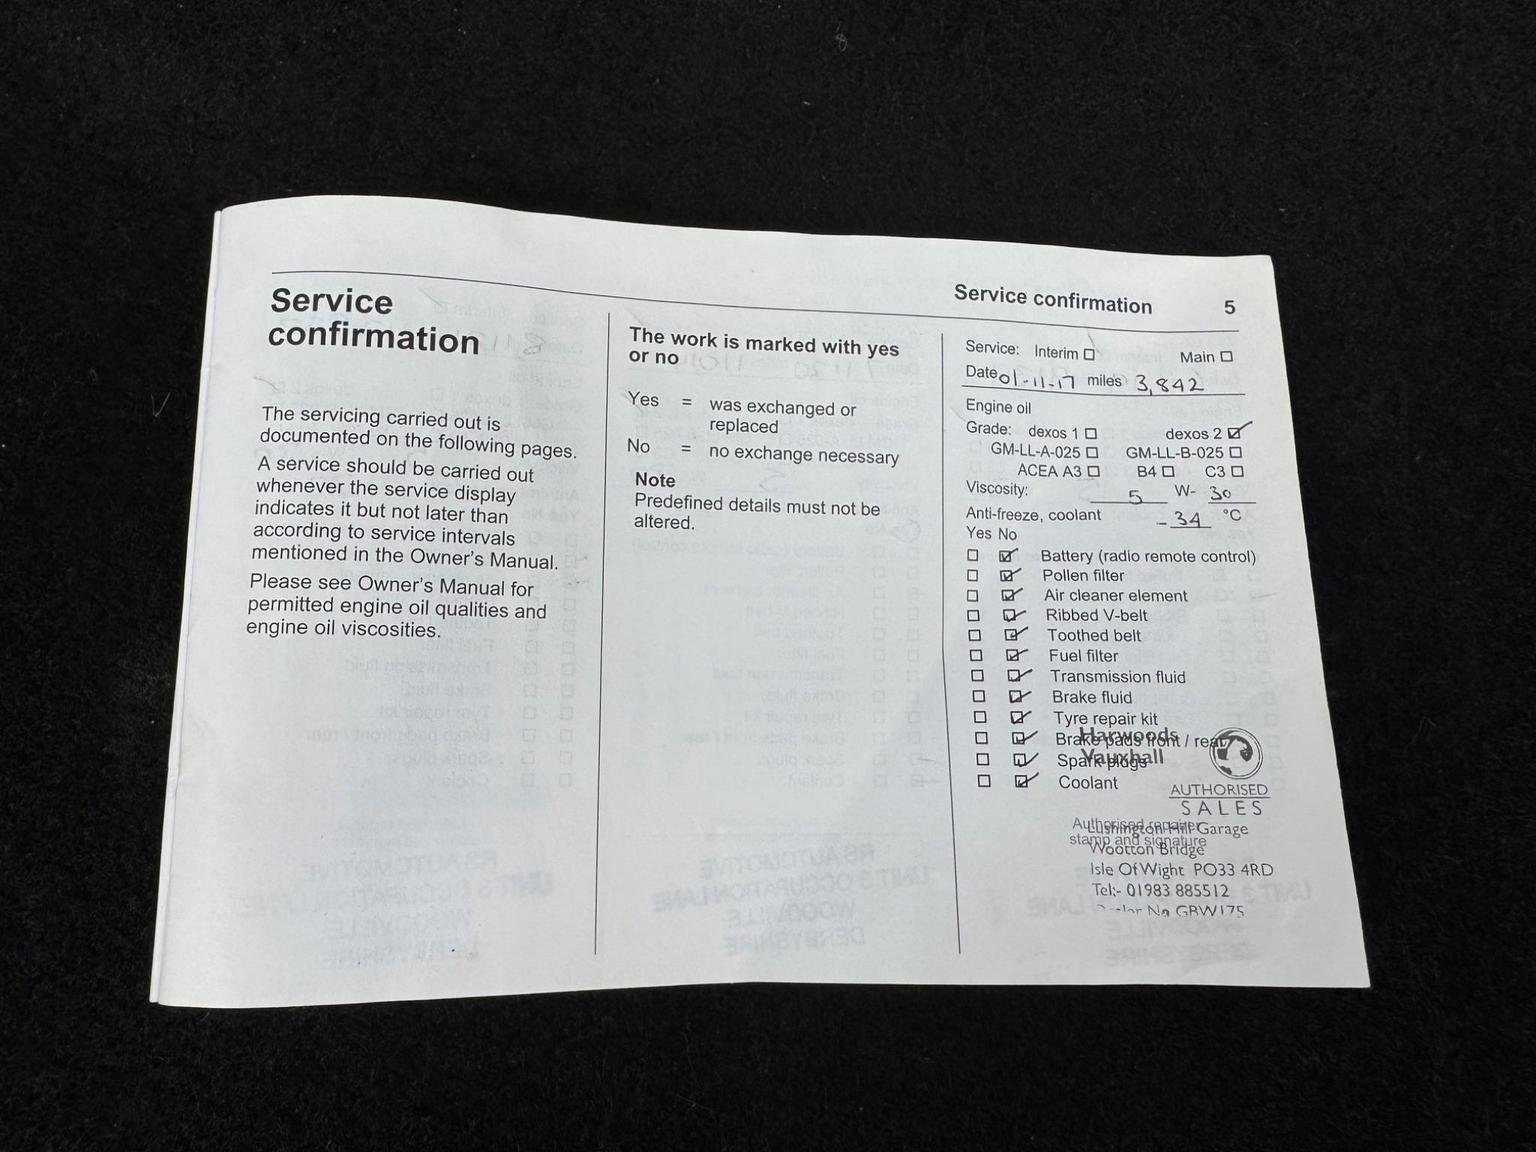 Service confirmation 5
Service
confirmation
The servicing carried out is
documented on the following pages.
A service should be carried out
whenever the service display
indicates it but not later than
according to service intervals
mentioned in the Owner's Manual.
Please see Owner's Manual for
permitted engine oil qualities and
engine oil viscosities.
The work is marked with yes
or no
Yes = was exchanged or
replaced
No = no exchange necessary
Note
Predefined details must not be
altered.
Service: Interim Main
Date 01-11-17 miles 3,842
Engine oil
Grade: dexos 1 dexos 2
GM-LL-A-025 GM-LL-B-025
ACEA A3 B4 C3
Viscosity: 5 W- 30
Anti-freeze, coolant -34 °C
Yes No
Battery (radio remote control)
Pollen filter
Air cleaner element
Ribbed V-belt
Toothed belt
Fuel filter
Transmission fluid
Brake fluid
Tyre repair kit
Brake pads front / rear
Spark plugs
Coolant
Harwoods
Vauxhall
AUTHORISED
SALES
Authorised repairer
stamp and signature
Lushington Hill Garage
Wootton Bridge
Isle Of Wight PO33 4RD
Tel:- 01983 885512
No GBW175